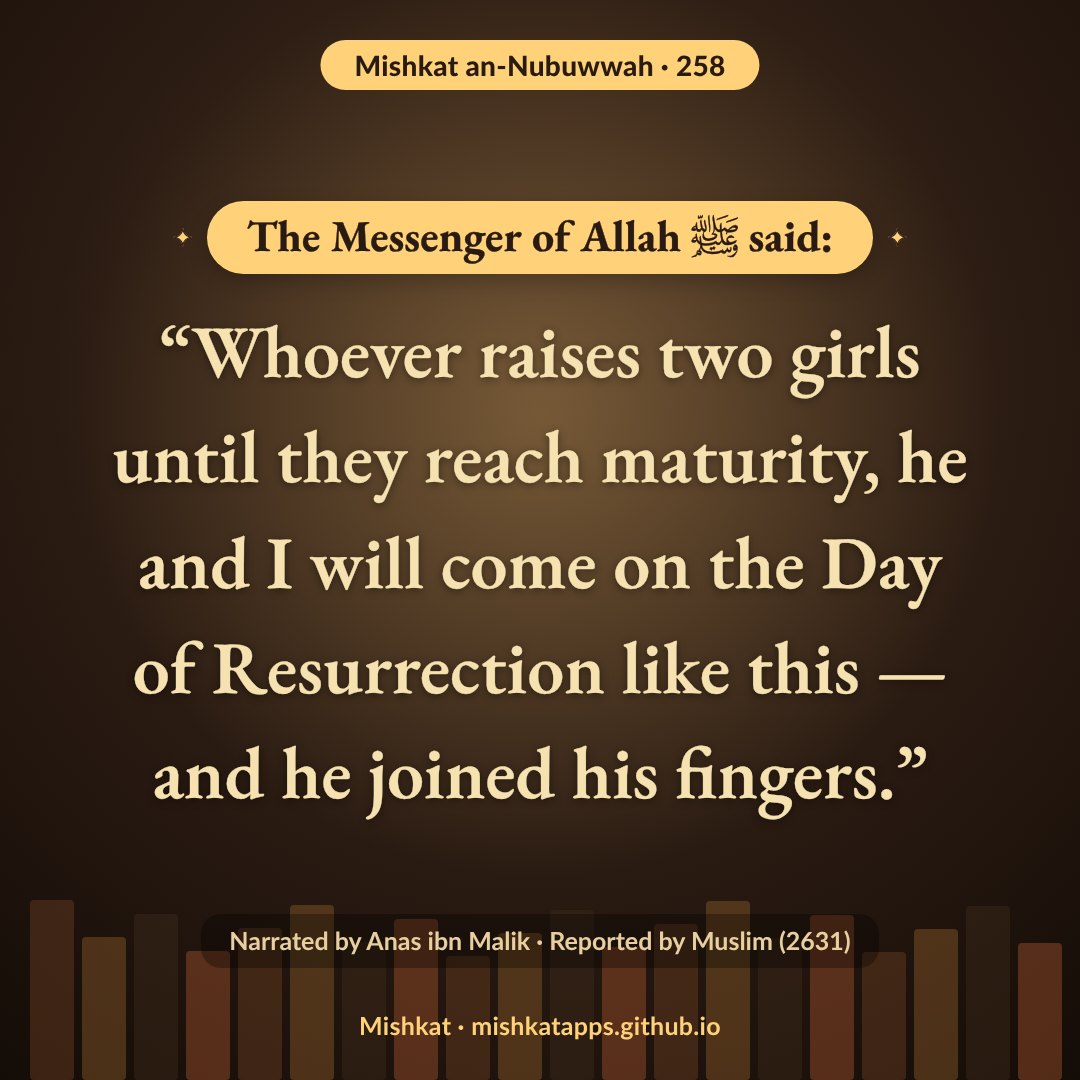 Mishkat an-Nubuwwah · 258
The Messenger of Allah ﷺ said:
“Whoever raises two girls
until they reach maturity, he
and I will come on the Day
of Resurrection like this —
and he joined his fingers.”
Narrated by Anas ibn Malik · Reported by Muslim (2631)
Mishkat · mishkatapps.github.io